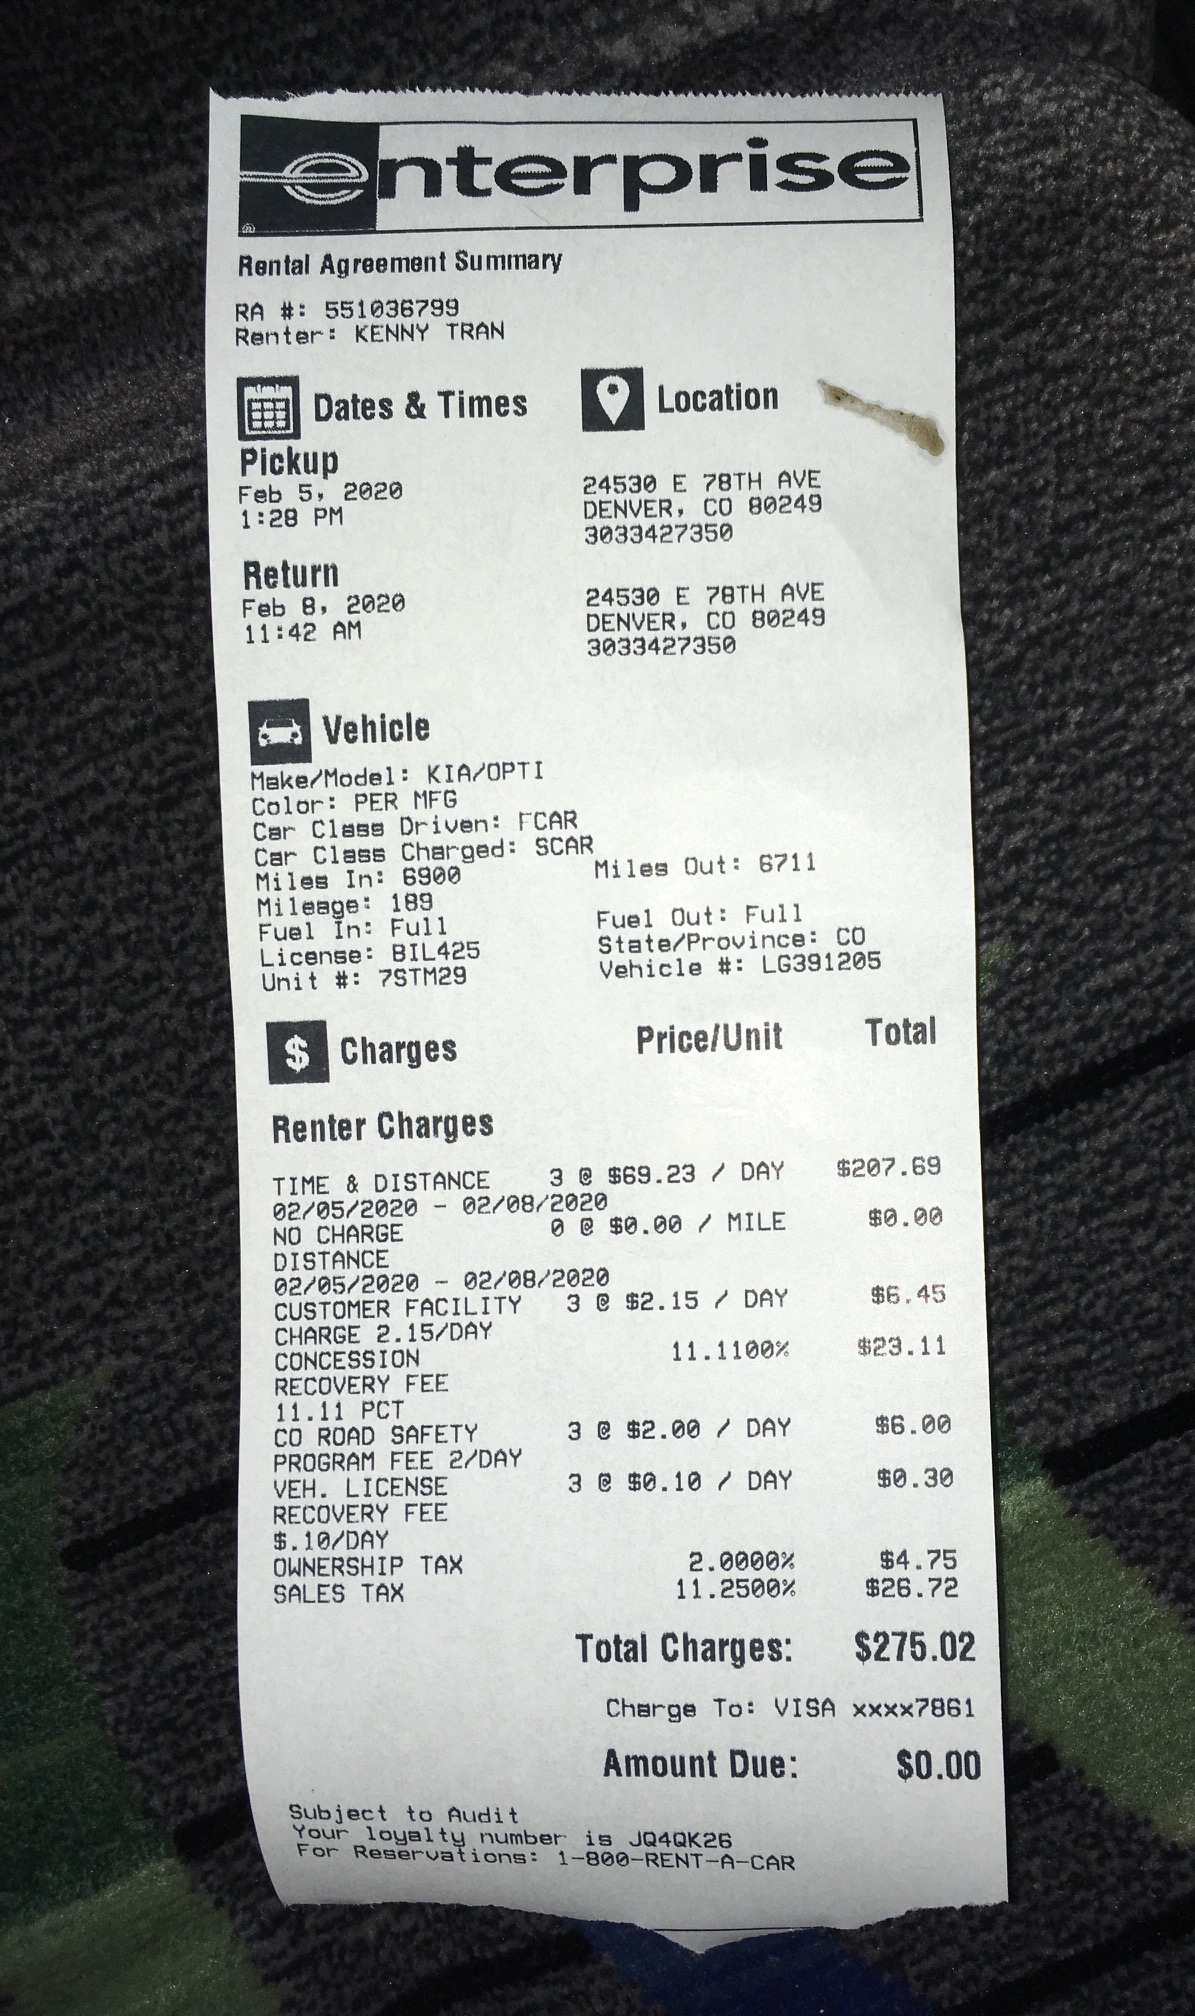 enterprise
®
Rental Agreement Summary
RA #: 551036799
Renter: KENNY TRAN
Dates & Times
Location
Pickup
Feb 5, 2020
1:28 PM
24530 E 78TH AVE
DENVER, CO 80249
3033427350
Return
Feb 8, 2020
11:42 AM
24530 E 78TH AVE
DENVER, CO 80249
3033427350
Vehicle
Make/Model: KIA/OPTI
Color: PER MFG
Car Class Driven: FCAR
Car Class Charged: SCAR
Miles In: 6900 Miles Out: 6711
Mileage: 189
Fuel In: Full Fuel Out: Full
License: BIL425 State/Province: CO
Unit #: 7STM29 Vehicle #: LG391205
$ Charges Price/Unit Total
Renter Charges
TIME & DISTANCE 3 @ $69.23 / DAY $207.69
02/05/2020 - 02/08/2020
NO CHARGE 0 @ $0.00 / MILE $0.00
DISTANCE
02/05/2020 - 02/08/2020
CUSTOMER FACILITY 3 @ $2.15 / DAY $6.45
CHARGE 2.15/DAY
CONCESSION 11.1100% $23.11
RECOVERY FEE
11.11 PCT
CO ROAD SAFETY 3 @ $2.00 / DAY $6.00
PROGRAM FEE 2/DAY
VEH. LICENSE 3 @ $0.10 / DAY $0.30
RECOVERY FEE
$.10/DAY
OWNERSHIP TAX 2.0000% $4.75
SALES TAX 11.2500% $26.72
Total Charges: $275.02
Charge To: VISA xxxx7861
Amount Due: $0.00
Subject to Audit
Your loyalty number is JQ4QK26
For Reservations: 1-800-RENT-A-CAR